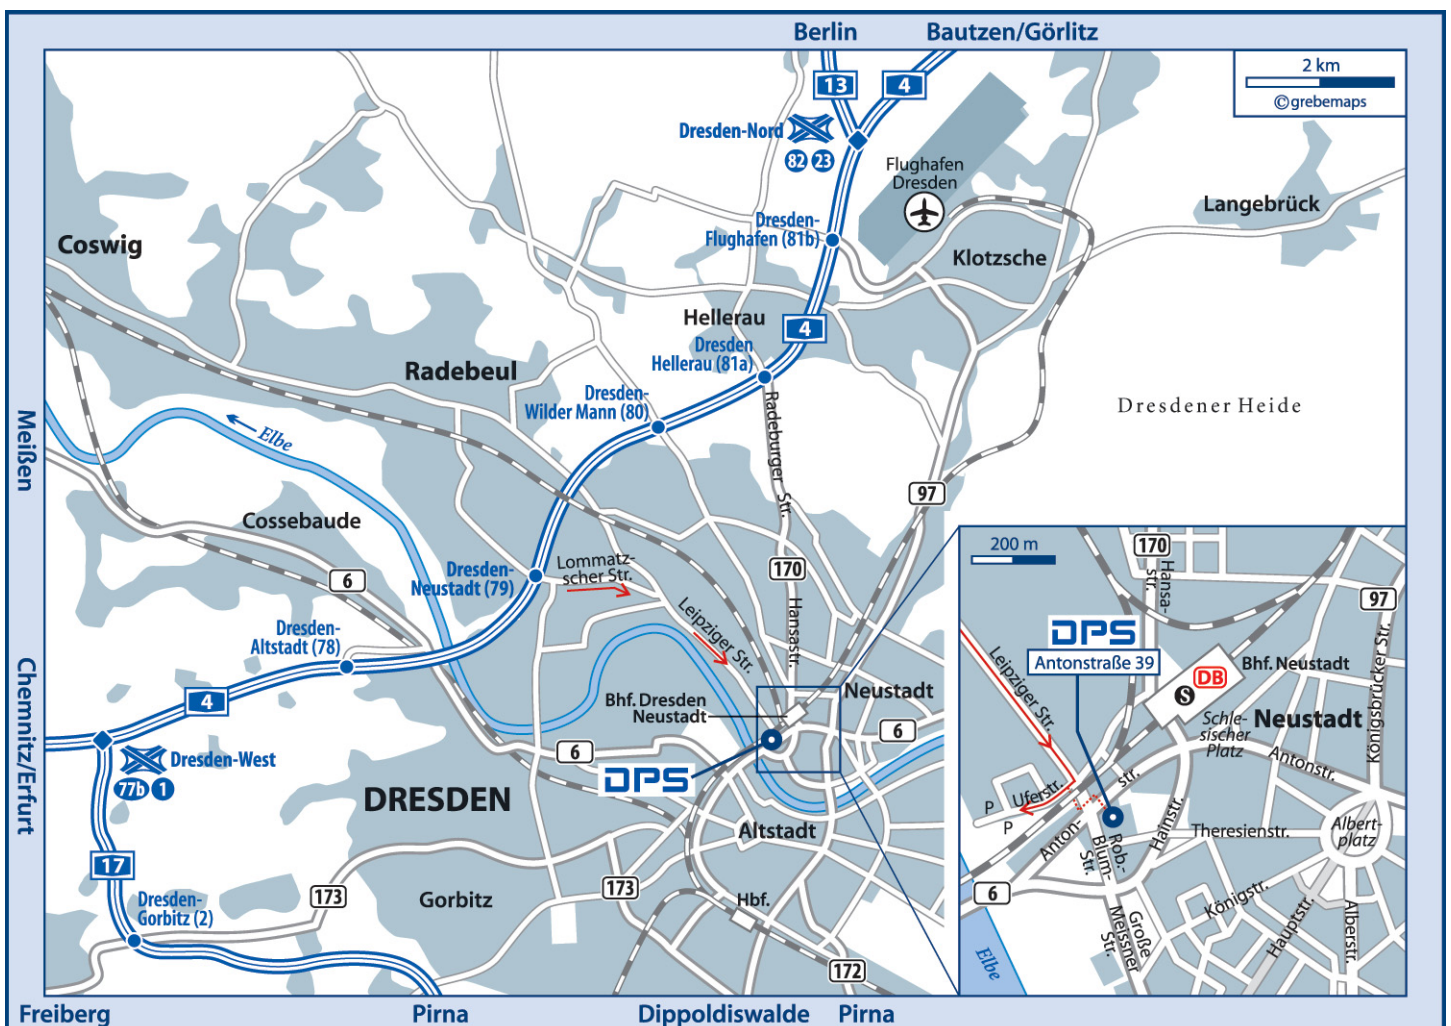 Berlin
Bautzen/Görlitz
2 km
©grebemaps
13
4
Dresden-Nord
82 23
Flughafen
Dresden
Langebrück
Dresden-
Flughafen (81b)
Coswig
Klotzsche
Hellerau
4
Dresden
Hellerau (81a)
Radebeul
Dresden-
Wilder Mann (80)
Dresdener Heide
Radeburger Str.
Meißen
Elbe
97
Cossebaude
6
Dresden-
Neustadt (79)
Lommatz-
scher Str.
170
Hansastr.
Leipziger Str.
Dresden-
Altstadt (78)
4
Chemnitz/Erfurt
Bhf. Dresden
Neustadt
Neustadt
6
6
Dresden-West
77b 1
DPS
DRESDEN
Altstadt
17
173
Gorbitz
173
Dresden-
Gorbitz (2)
Hbf.
172
Freiberg
Pirna
Dippoldiswalde
Pirna
200 m
170
Hansa-
str.
97
DPS
Antonstraße 39
Leipziger Str.
Bhf. Neustadt
DB
S
Königsbrücker Str.
Schle-
sischer
Platz
Neustadt
Antonstr.
P
Uferstr.
P
Anton-
str.
Hainstr.
Theresienstr.
Albert-
platz
Rob.-
Blum-
Str.
6
Königstr.
Große
Meissner
Str.
Hauptstr.
Alberstr.
Elbe